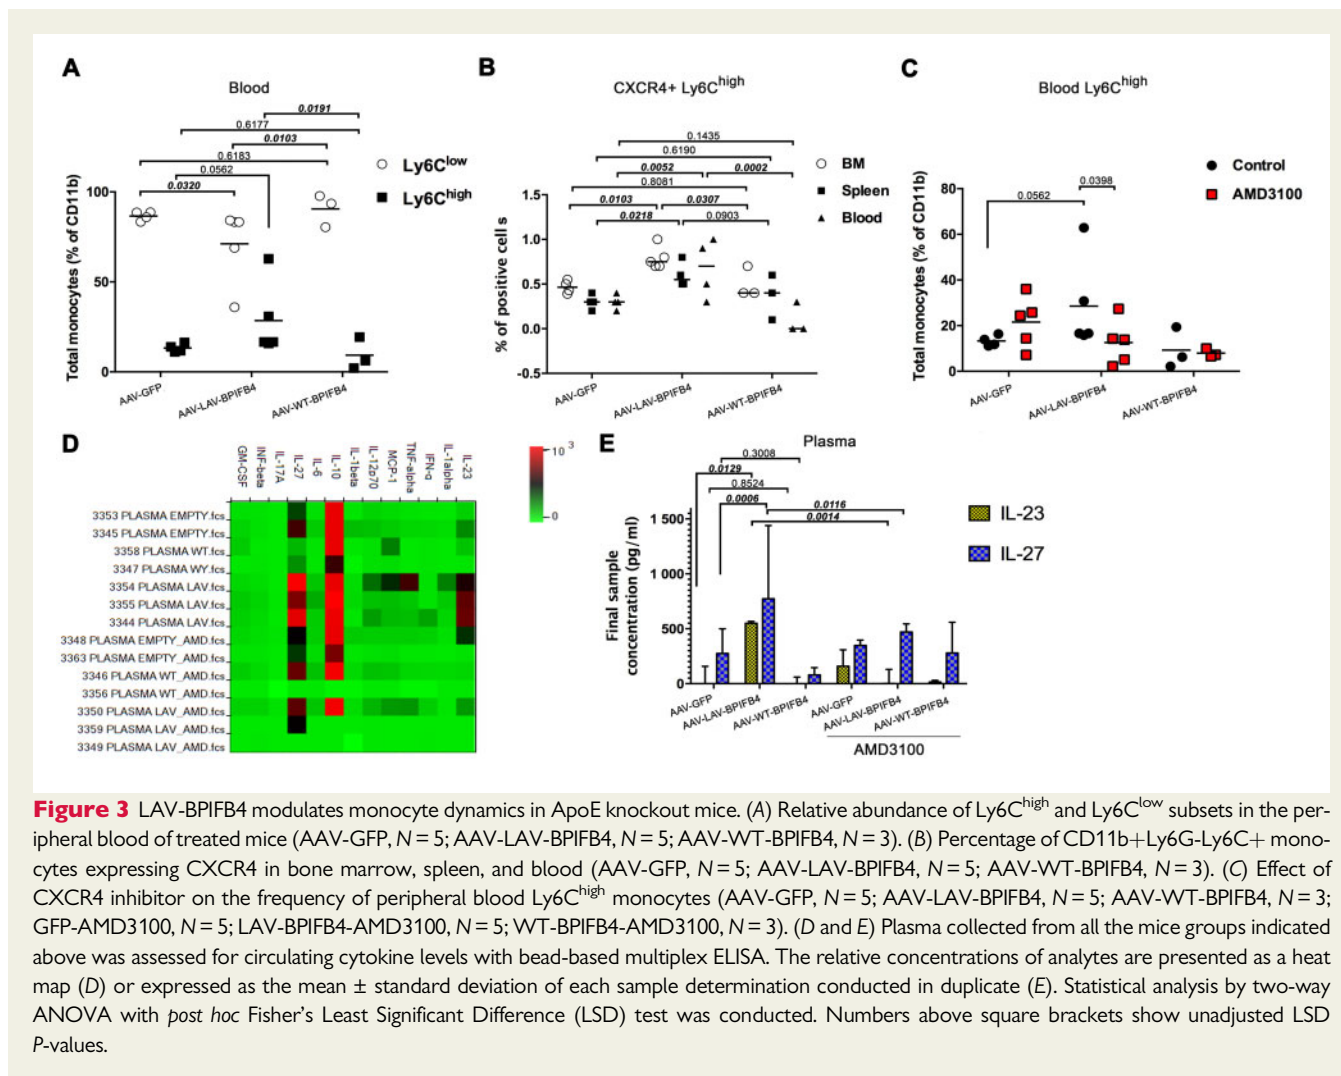 A
Blood
0.0191
0.6177
0.0103
0.6183
0.0562
0.0320
Ly6Clow
Ly6Chigh
Total monocytes (% of CD11b)
100
50
0
AAV-GFP
AAV-LAV-BPIFB4
AAV-WT-BPIFB4
B
CXCR4+ Ly6Chigh
0.1435
0.6190
0.0052
0.0002
0.8081
0.0103
0.0307
0.0218
0.0903
BM
Spleen
Blood
% of positive cells
1.5
1.0
0.5
0.0
-0.5
AAV-GFP
AAV-LAV-BPIFB4
AAV-WT-BPIFB4
C
Blood Ly6Chigh
0.0562
0.0398
Control
AMD3100
Total monocytes (% of CD11b)
80
60
40
20
0
AAV-GFP
AAV-LAV-BPIFB4
AAV-WT-BPIFB4
D
GM-CSF
INF-beta
IL-17A
IL-27
IL-6
IL-10
IL-1beta
IL-12p70
MCP-1
TNF-alpha
IFN-g
IL-1alpha
IL-23
10 3
0
3353 PLASMA EMPTY.fcs
3345 PLASMA EMPTY.fcs
3358 PLASMA WT.fcs
3347 PLASMA WY.fcs
3354 PLASMA LAV.fcs
3355 PLASMA LAV.fcs
3344 PLASMA LAV.fcs
3348 PLASMA EMPTY_AMD.fcs
3363 PLASMA EMPTY_AMD.fcs
3346 PLASMA WT_AMD.fcs
3356 PLASMA WT_AMD.fcs
3350 PLASMA LAV_AMD.fcs
3359 PLASMA LAV_AMD.fcs
3349 PLASMA LAV_AMD.fcs
E
Plasma
0.3008
0.0129
0.8524
0.0006
0.0116
0.0014
IL-23
IL-27
Final sample
concentration (pg/ml)
1 500
1 000
500
0
AAV-GFP
AAV-LAV-BPIFB4
AAV-WT-BPIFB4
AAV-GFP
AAV-LAV-BPIFB4
AAV-WT-BPIFB4
AMD3100
Figure 3 LAV-BPIFB4 modulates monocyte dynamics in ApoE knockout mice. (A) Relative abundance of Ly6Chigh and Ly6Clow subsets in the per-
ipheral blood of treated mice (AAV-GFP, N = 5; AAV-LAV-BPIFB4, N = 5; AAV-WT-BPIFB4, N = 3). (B) Percentage of CD11b+Ly6G-Ly6C+ mono-
cytes expressing CXCR4 in bone marrow, spleen, and blood (AAV-GFP, N = 5; AAV-LAV-BPIFB4, N = 5; AAV-WT-BPIFB4, N = 3). (C) Effect of
CXCR4 inhibitor on the frequency of peripheral blood Ly6Chigh monocytes (AAV-GFP, N = 5; AAV-LAV-BPIFB4, N = 5; AAV-WT-BPIFB4, N = 3;
GFP-AMD3100, N = 5; LAV-BPIFB4-AMD3100, N = 5; WT-BPIFB4-AMD3100, N = 3). (D and E) Plasma collected from all the mice groups indicated
above was assessed for circulating cytokine levels with bead-based multiplex ELISA. The relative concentrations of analytes are presented as a heat
map (D) or expressed as the mean ± standard deviation of each sample determination conducted in duplicate (E). Statistical analysis by two-way
ANOVA with post hoc Fisher's Least Significant Difference (LSD) test was conducted. Numbers above square brackets show unadjusted LSD
P-values.